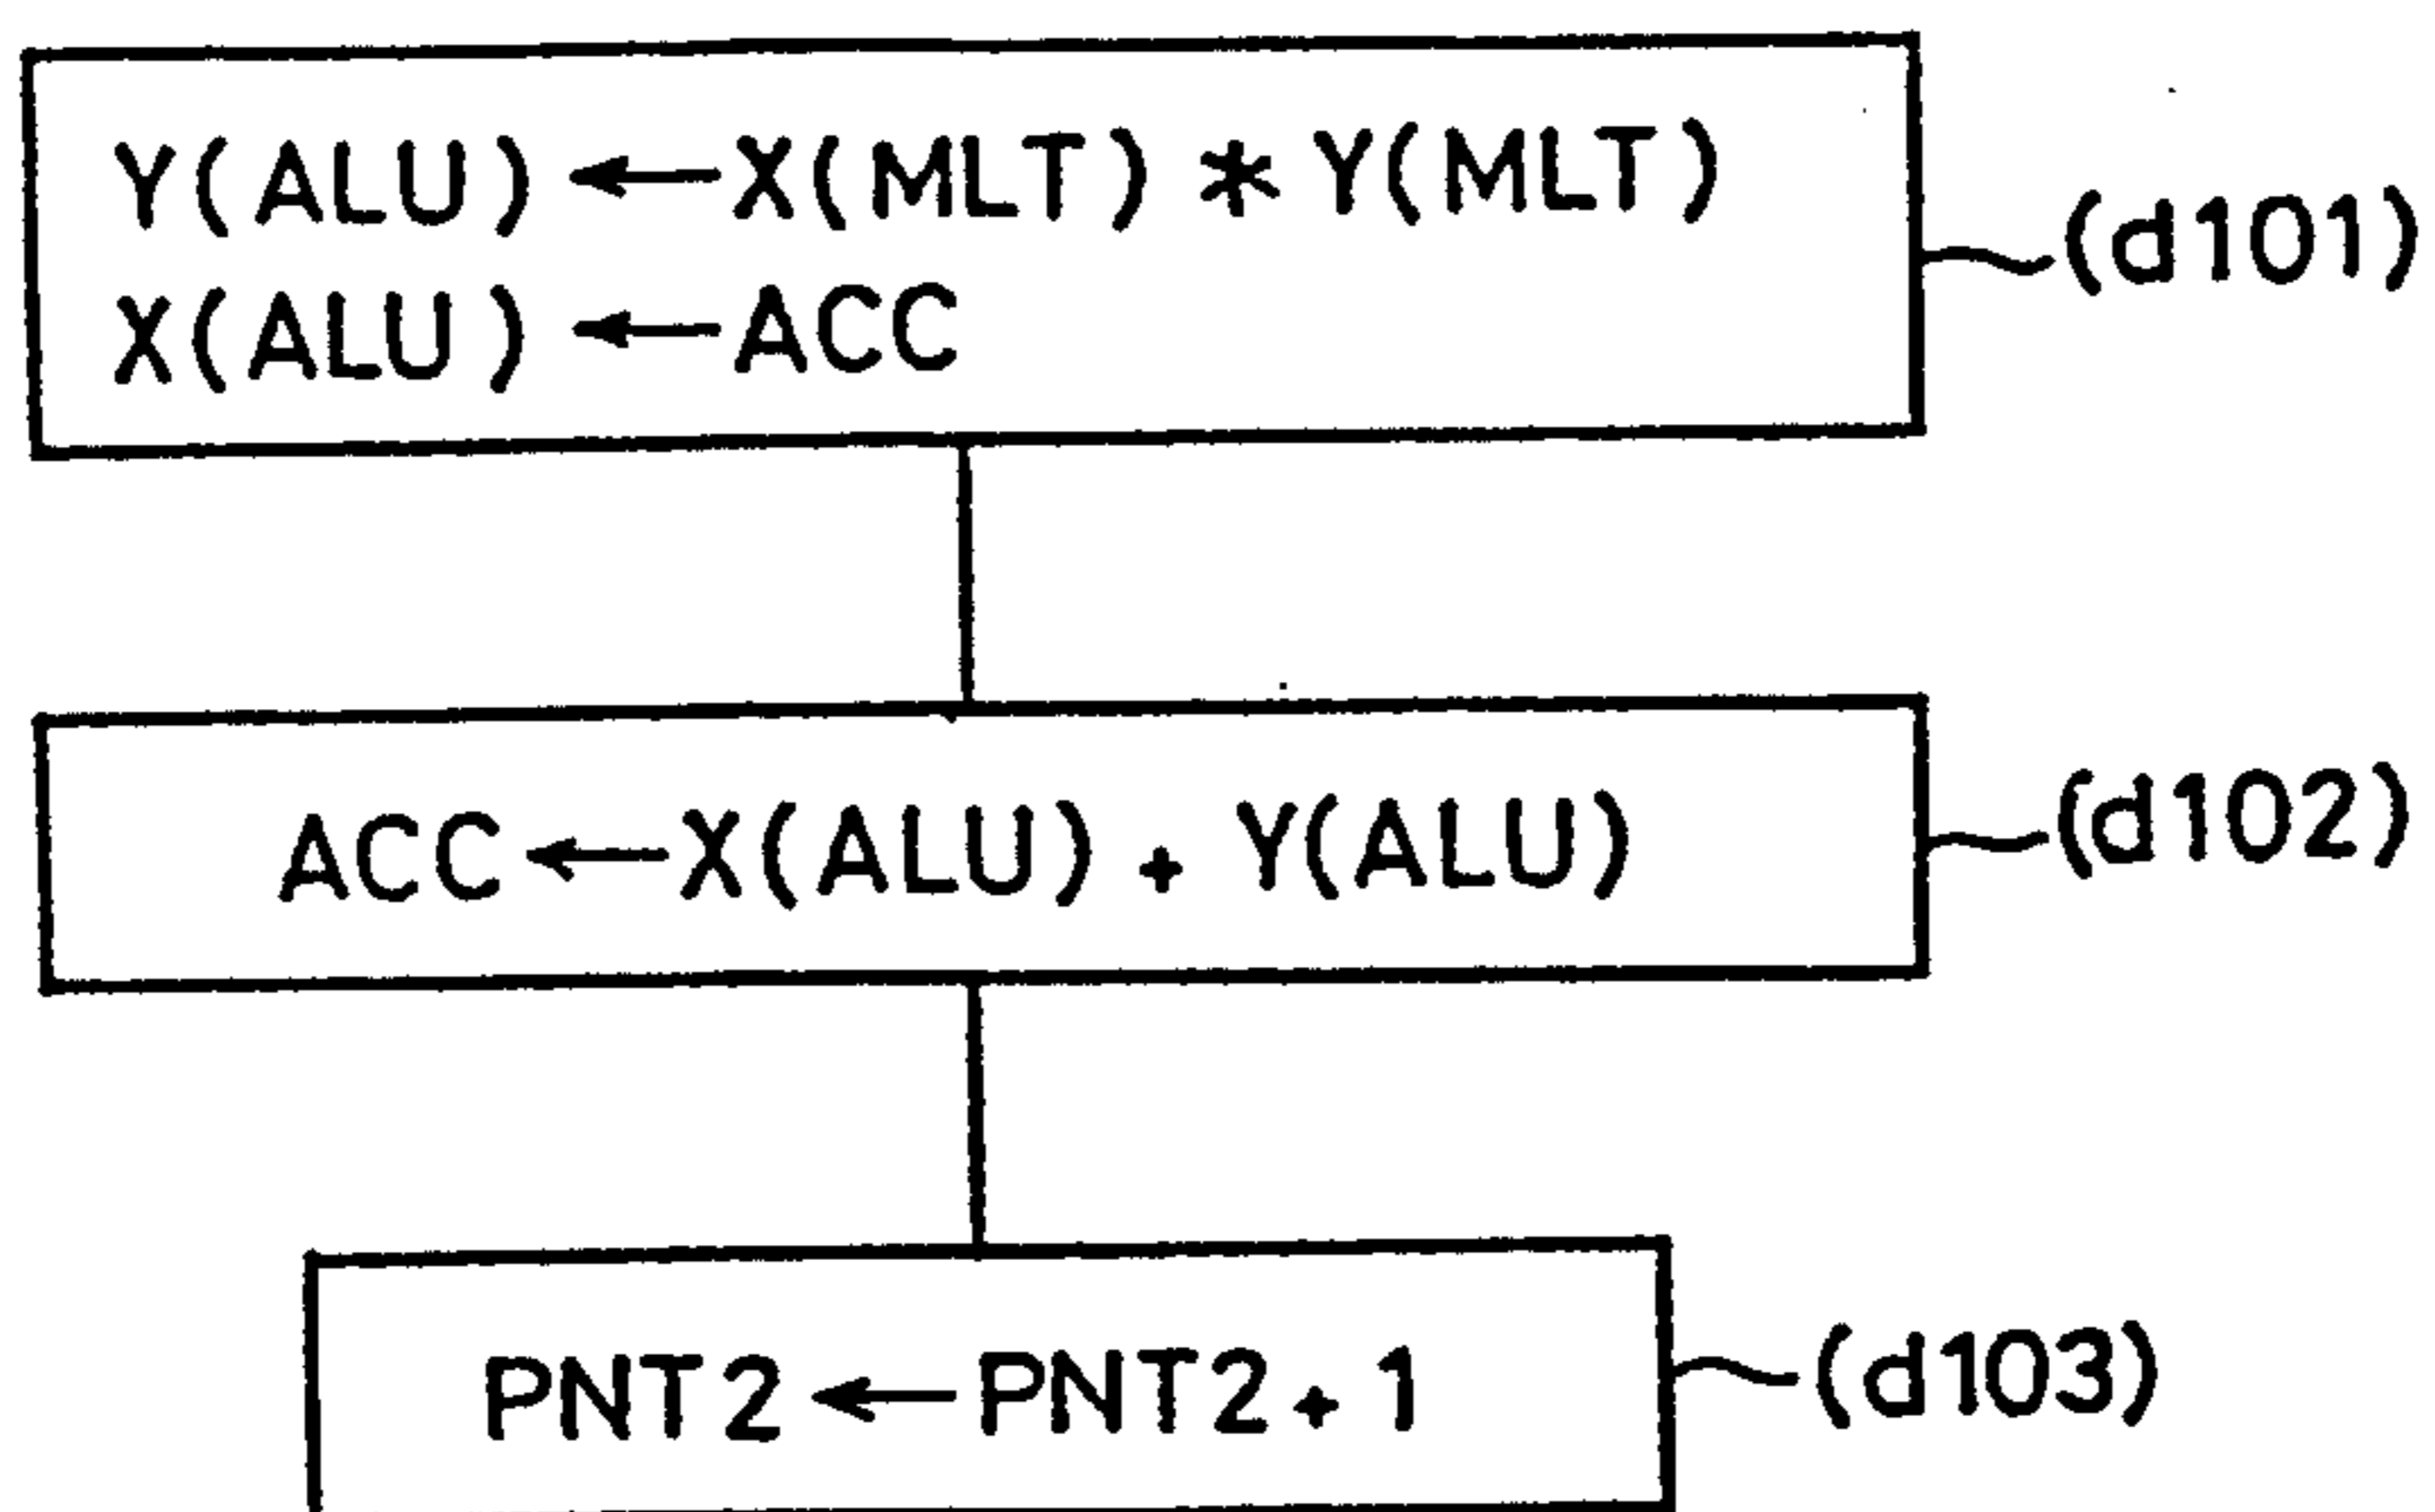 Y(ALU) ← X(MLT) * Y(MLT)
(d101)
X(ALU) ← ACC
ACC ← X(ALU) + Y(ALU)
(d102)
PNT2 ← PNT2 + 1
(d103)